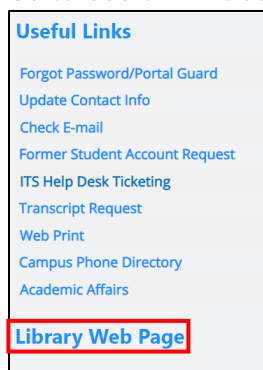 Useful Links
Forgot Password/Portal Guard
Update Contact Info
Check E-mail
Former Student Account Request
ITS Help Desk Ticketing
Transcript Request
Web Print
Campus Phone Directory
Academic Affairs
Library Web Page